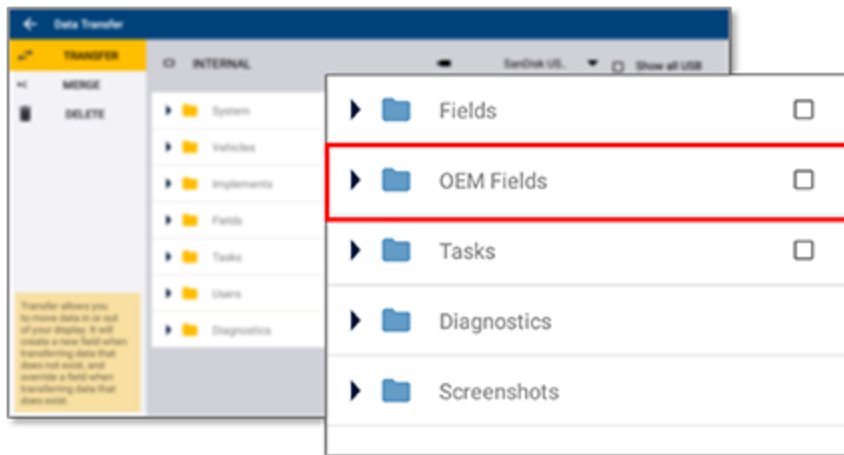 Data Transfer
TRANSFER
MERGE
DELETE
INTERNAL
SanDisk US..
Show all USB
System
Vehicles
Implements
Fields
Tasks
Users
Diagnostics
Transfer allows you
to move data in or out
of your display. It will
create a new field when
transferring data that
does not exist, and
override a field when
transferring data that
does exist.
Fields
OEM Fields
Tasks
Diagnostics
Screenshots